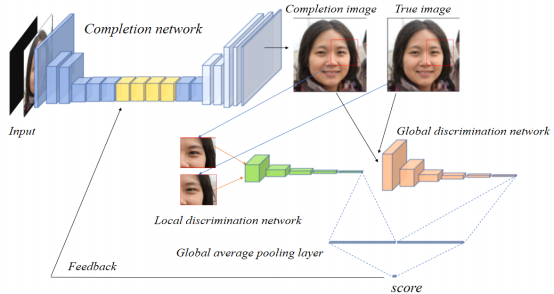 Completion network
Completion image
True image
Input
Global discrimination network
Local discrimination network
Global average pooling layer
Feedback
score